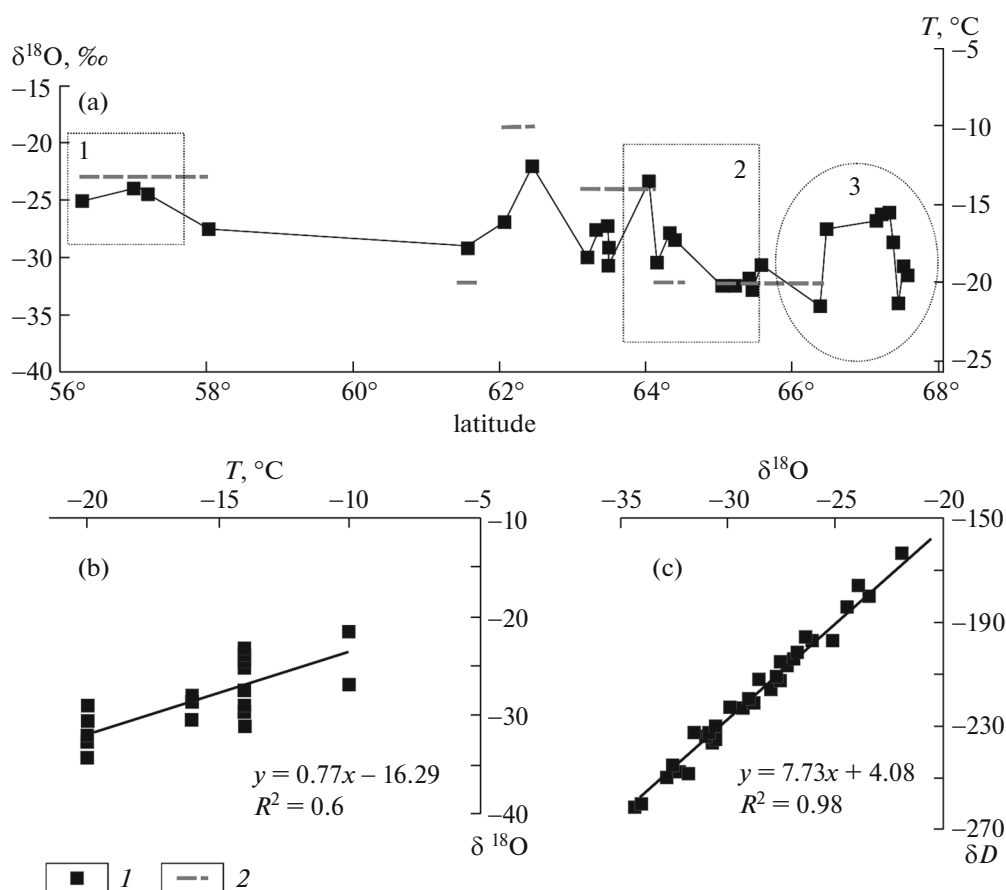 δ¹⁸O, ‰
T, °C
(a)
−15
−20
−25
−30
−35
−40
−5
−10
−15
−20
−25
1
2
3
56° 58° 60° 62° 64° 66° 68°
latitude
T, °C
−20 −15 −10 −5
−10
(b)
−20
−30
−40
y = 0.77x − 16.29
R² = 0.6
δ ¹⁸O
δ¹⁸O
−35 −30 −25 −20
−150
(c)
−190
−230
−270
y = 7.73x + 4.08
R² = 0.98
δD
1 2